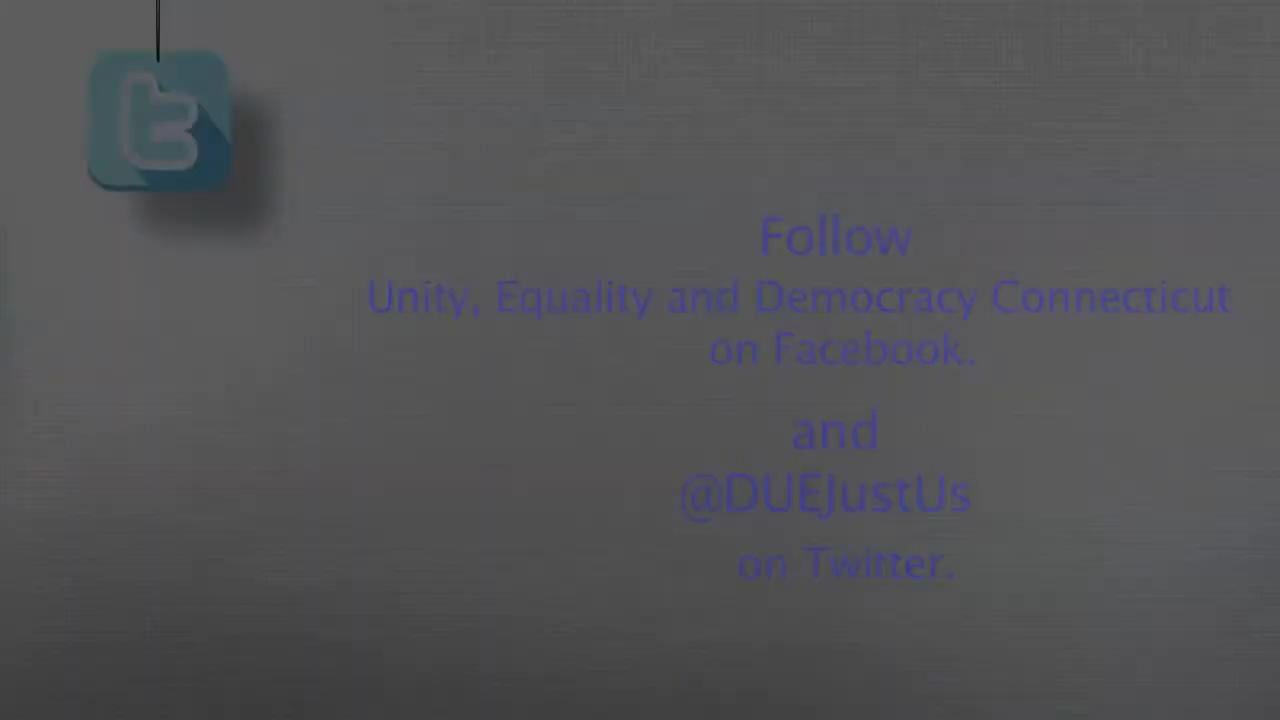 Follow
Unity, Equality and Democracy Connecticut
on Facebook.
and
@DUEJustUs
on Twitter.